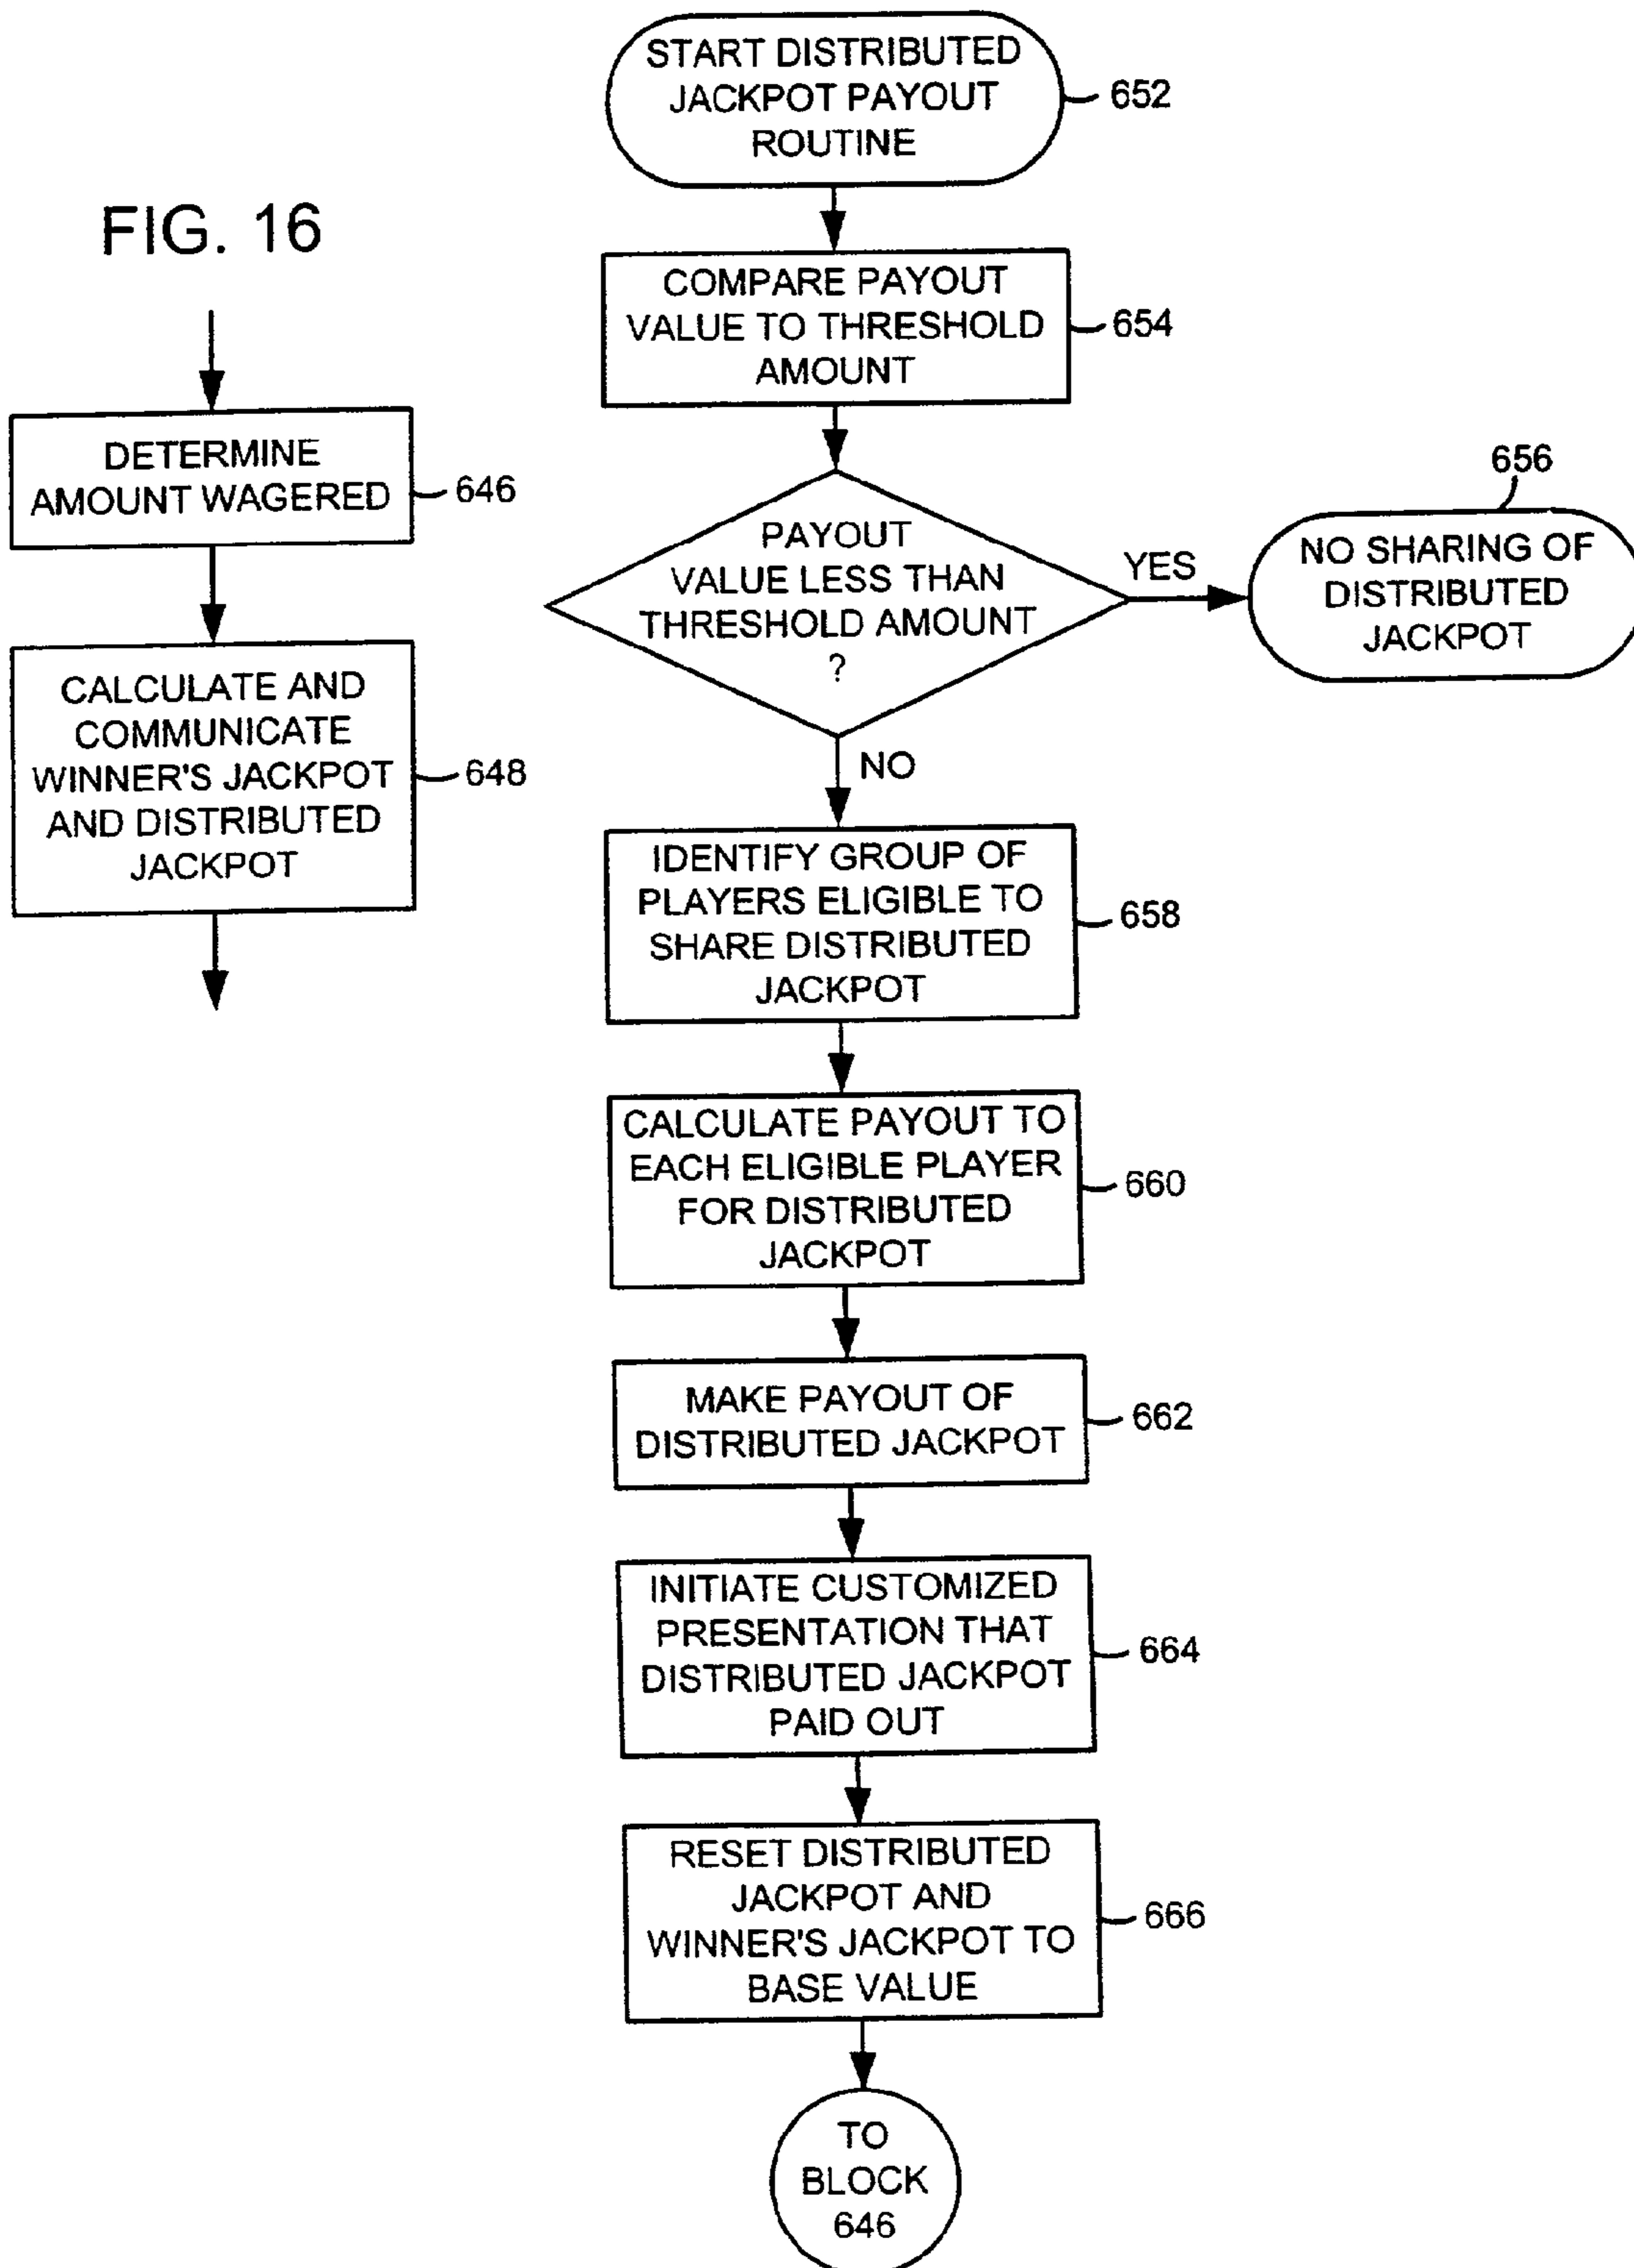 START DISTRIBUTED
JACKPOT PAYOUT
ROUTINE
652
FIG. 16
COMPARE PAYOUT
VALUE TO THRESHOLD
AMOUNT
654
DETERMINE
AMOUNT WAGERED
646
CALCULATE AND
COMMUNICATE
WINNER'S JACKPOT
AND DISTRIBUTED
JACKPOT
648
PAYOUT
VALUE LESS THAN
THRESHOLD AMOUNT
?
YES
656
NO SHARING OF
DISTRIBUTED
JACKPOT
NO
IDENTIFY GROUP OF
PLAYERS ELIGIBLE TO
SHARE DISTRIBUTED
JACKPOT
658
CALCULATE PAYOUT TO
EACH ELIGIBLE PLAYER
FOR DISTRIBUTED
JACKPOT
660
MAKE PAYOUT OF
DISTRIBUTED JACKPOT
662
INITIATE CUSTOMIZED
PRESENTATION THAT
DISTRIBUTED JACKPOT
PAID OUT
664
RESET DISTRIBUTED
JACKPOT AND
WINNER'S JACKPOT TO
BASE VALUE
666
TO
BLOCK
646